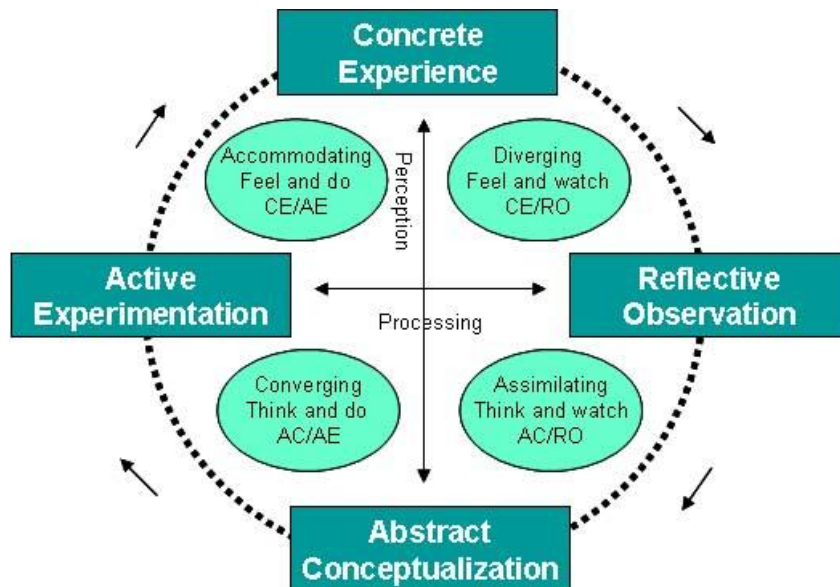 Concrete
Experience
Accommodating
Feel and do
CE/AE
Perception
Diverging
Feel and watch
CE/RO
Active
Experimentation
Reflective
Observation
Processing
Converging
Think and do
AC/AE
Assimilating
Think and watch
AC/RO
Abstract
Conceptualization